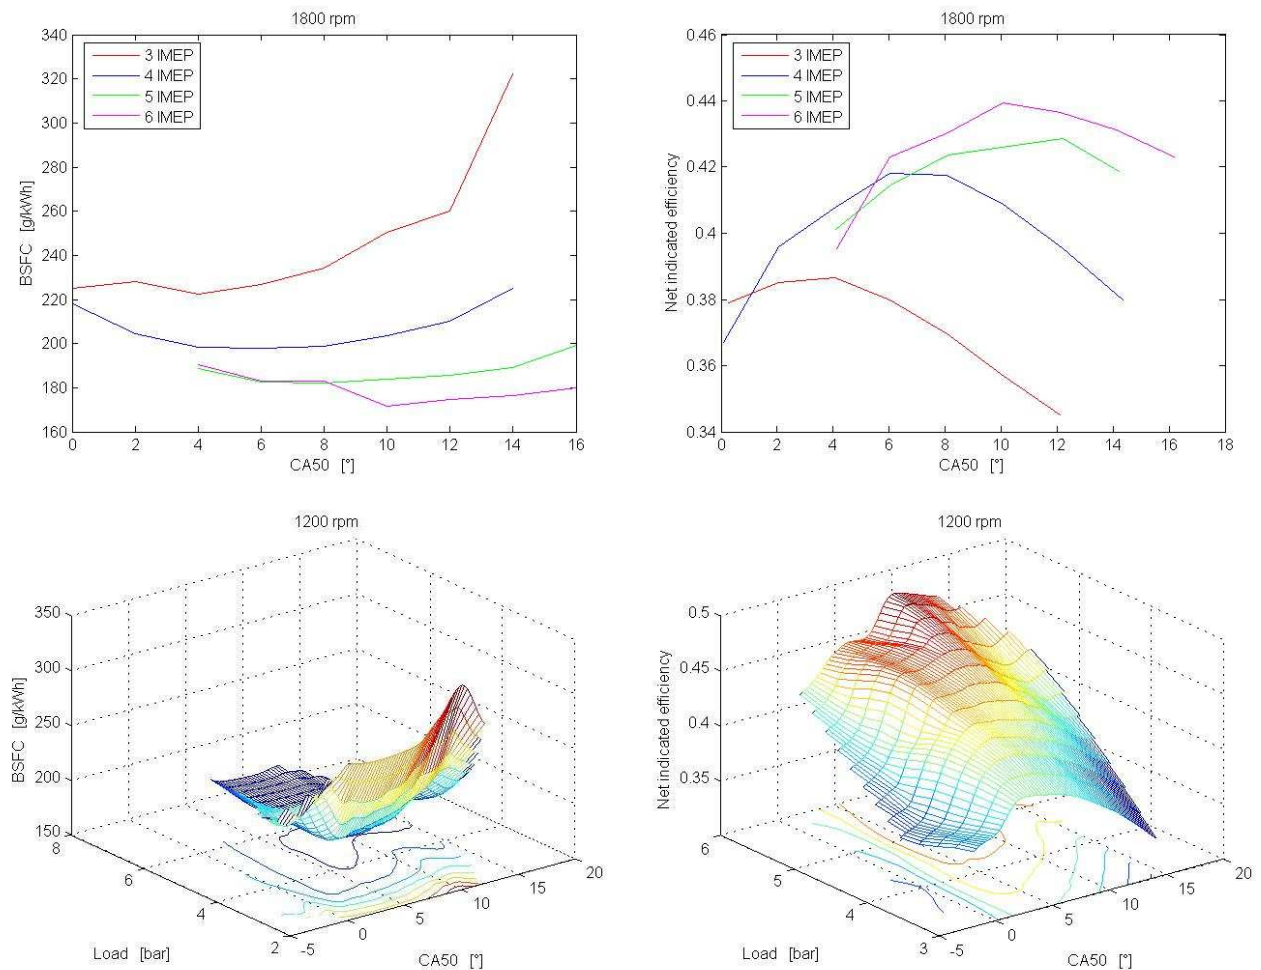 1800 rpm
340
320
300
280
260
240
220
200
180
160
BSFC [g/kWh]
3 IMEP
4 IMEP
5 IMEP
6 IMEP
0 2 4 6 8 10 12 14 16
CA50 [°]
1800 rpm
0.46
0.44
0.42
0.4
0.38
0.36
0.34
Net indicated efficiency
3 IMEP
4 IMEP
5 IMEP
6 IMEP
0 2 4 6 8 10 12 14 16 18
CA50 [°]
1200 rpm
350
300
250
200
150
BSFC [g/kWh]
8
6
4
2
Load [bar]
-5
0
5
10
15
20
CA50 [°]
1200 rpm
0.5
0.45
0.4
0.35
Net indicated efficiency
6
5
4
3
Load [bar]
-5
0
5
10
15
20
CA50 [°]